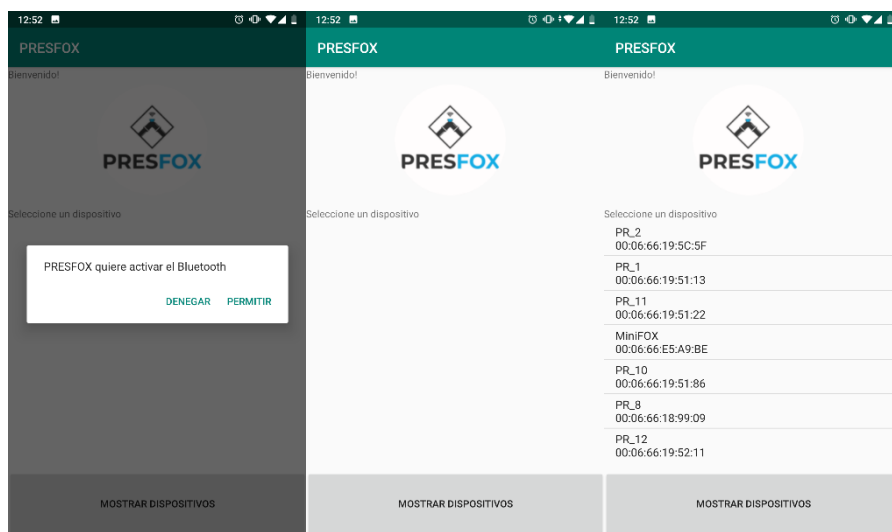 12:52
PRESFOX
Bienvenido!
PRESFOX
Seleccione un dispositivo
PRESFOX quiere activar el Bluetooth
DENEGAR PERMITIR
MOSTRAR DISPOSITIVOS
12:52
PRESFOX
Bienvenido!
PRESFOX
Seleccione un dispositivo
MOSTRAR DISPOSITIVOS
12:52
PRESFOX
Bienvenido!
PRESFOX
Seleccione un dispositivo
PR_2
00:06:66:19:5C:5F
PR_1
00:06:66:19:51:13
PR_11
00:06:66:19:51:22
MiniFOX
00:06:66:E5:A9:BE
PR_10
00:06:66:19:51:86
PR_8
00:06:66:18:99:09
PR_12
00:06:66:19:52:11
MOSTRAR DISPOSITIVOS